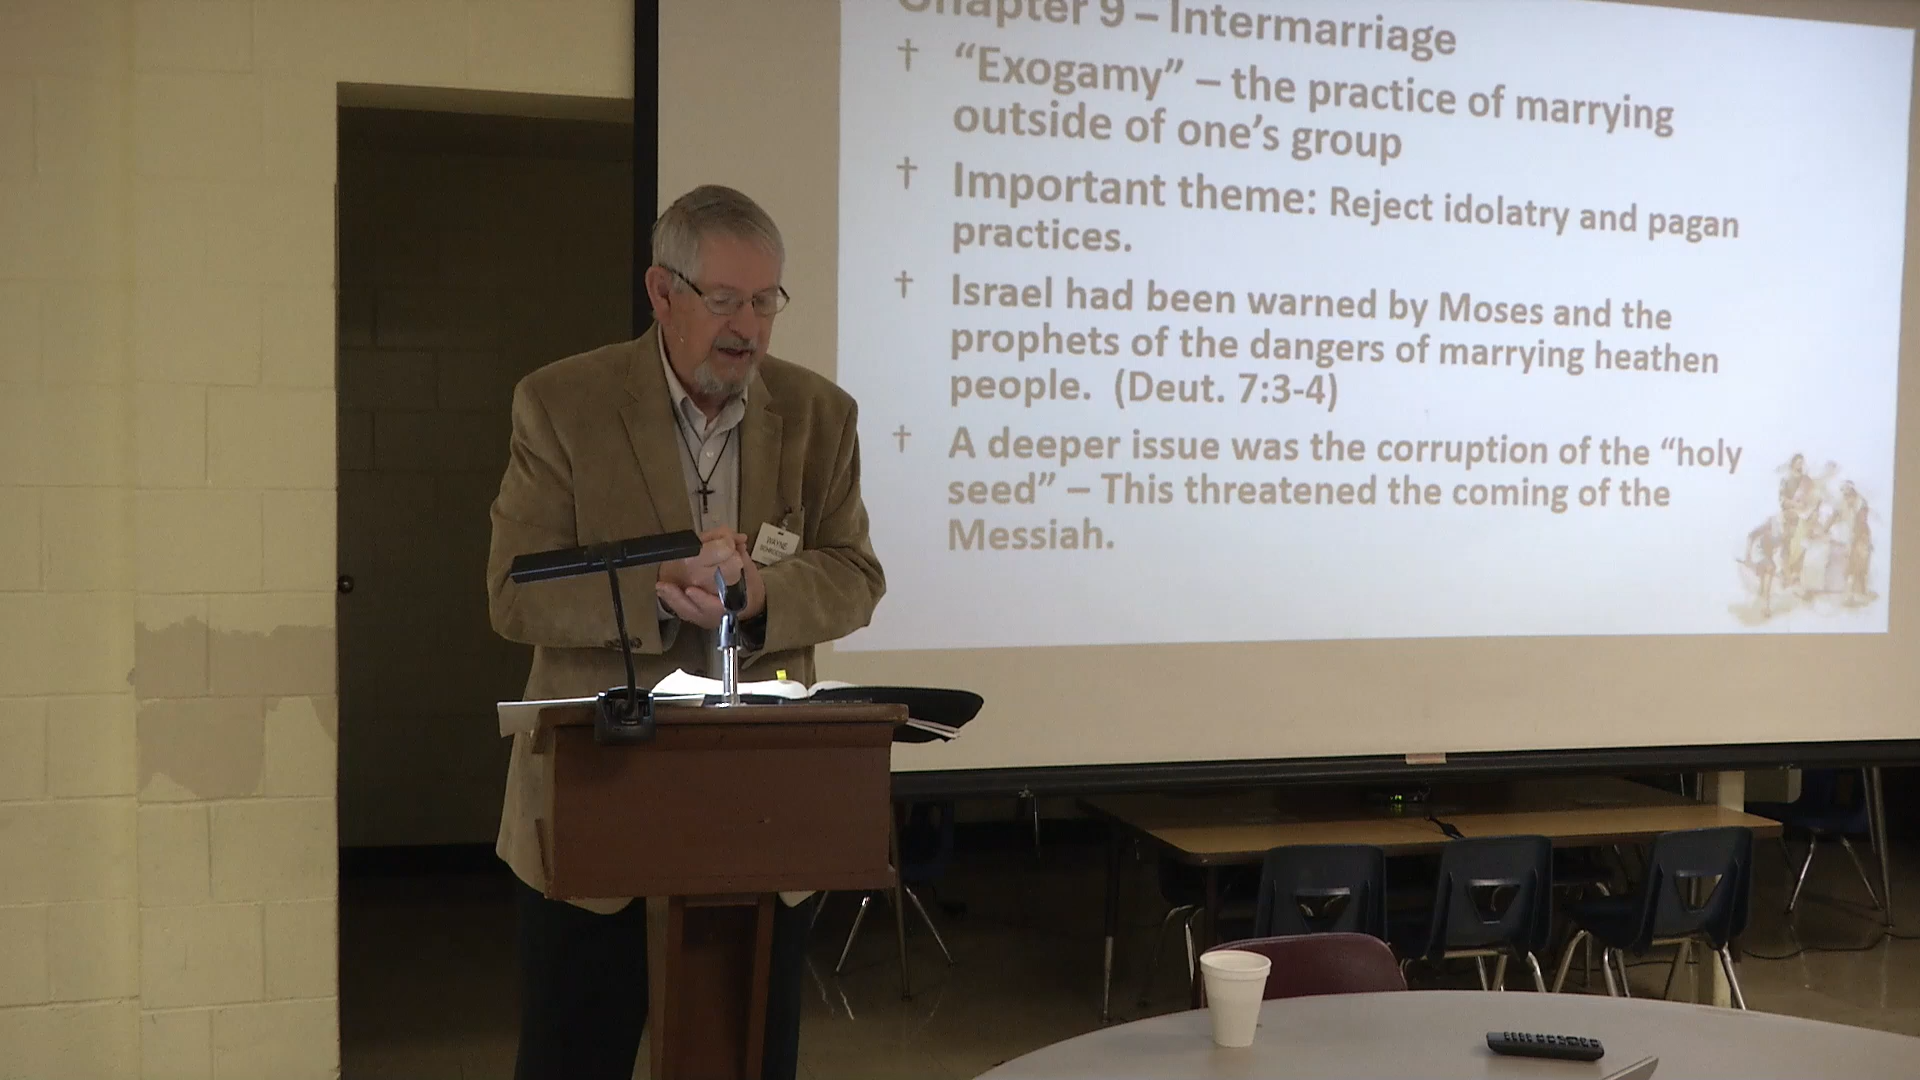 Chapter 9 – Intermarriage
† “Exogamy” – the practice of marrying
outside of one’s group
† Important theme: Reject idolatry and pagan
practices.
† Israel had been warned by Moses and the
prophets of the dangers of marrying heathen
people. (Deut. 7:3-4)
† A deeper issue was the corruption of the “holy
seed” – This threatened the coming of the
Messiah.
WAYNE